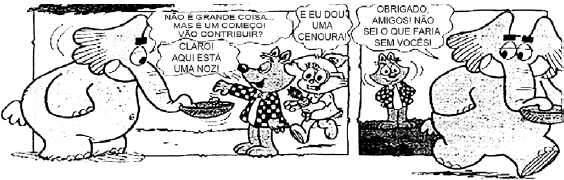 NÃO É GRANDE COISA...
MAS É UM COMEÇO!
VÃO CONTRIBUIR?
CLARO!
AQUI ESTÁ
UMA NOZ!
E EU DOU
UMA
CENOURA!
OBRIGADO,
AMIGOS! NÃO
SEI O QUE FARIA
SEM VOCÊS!